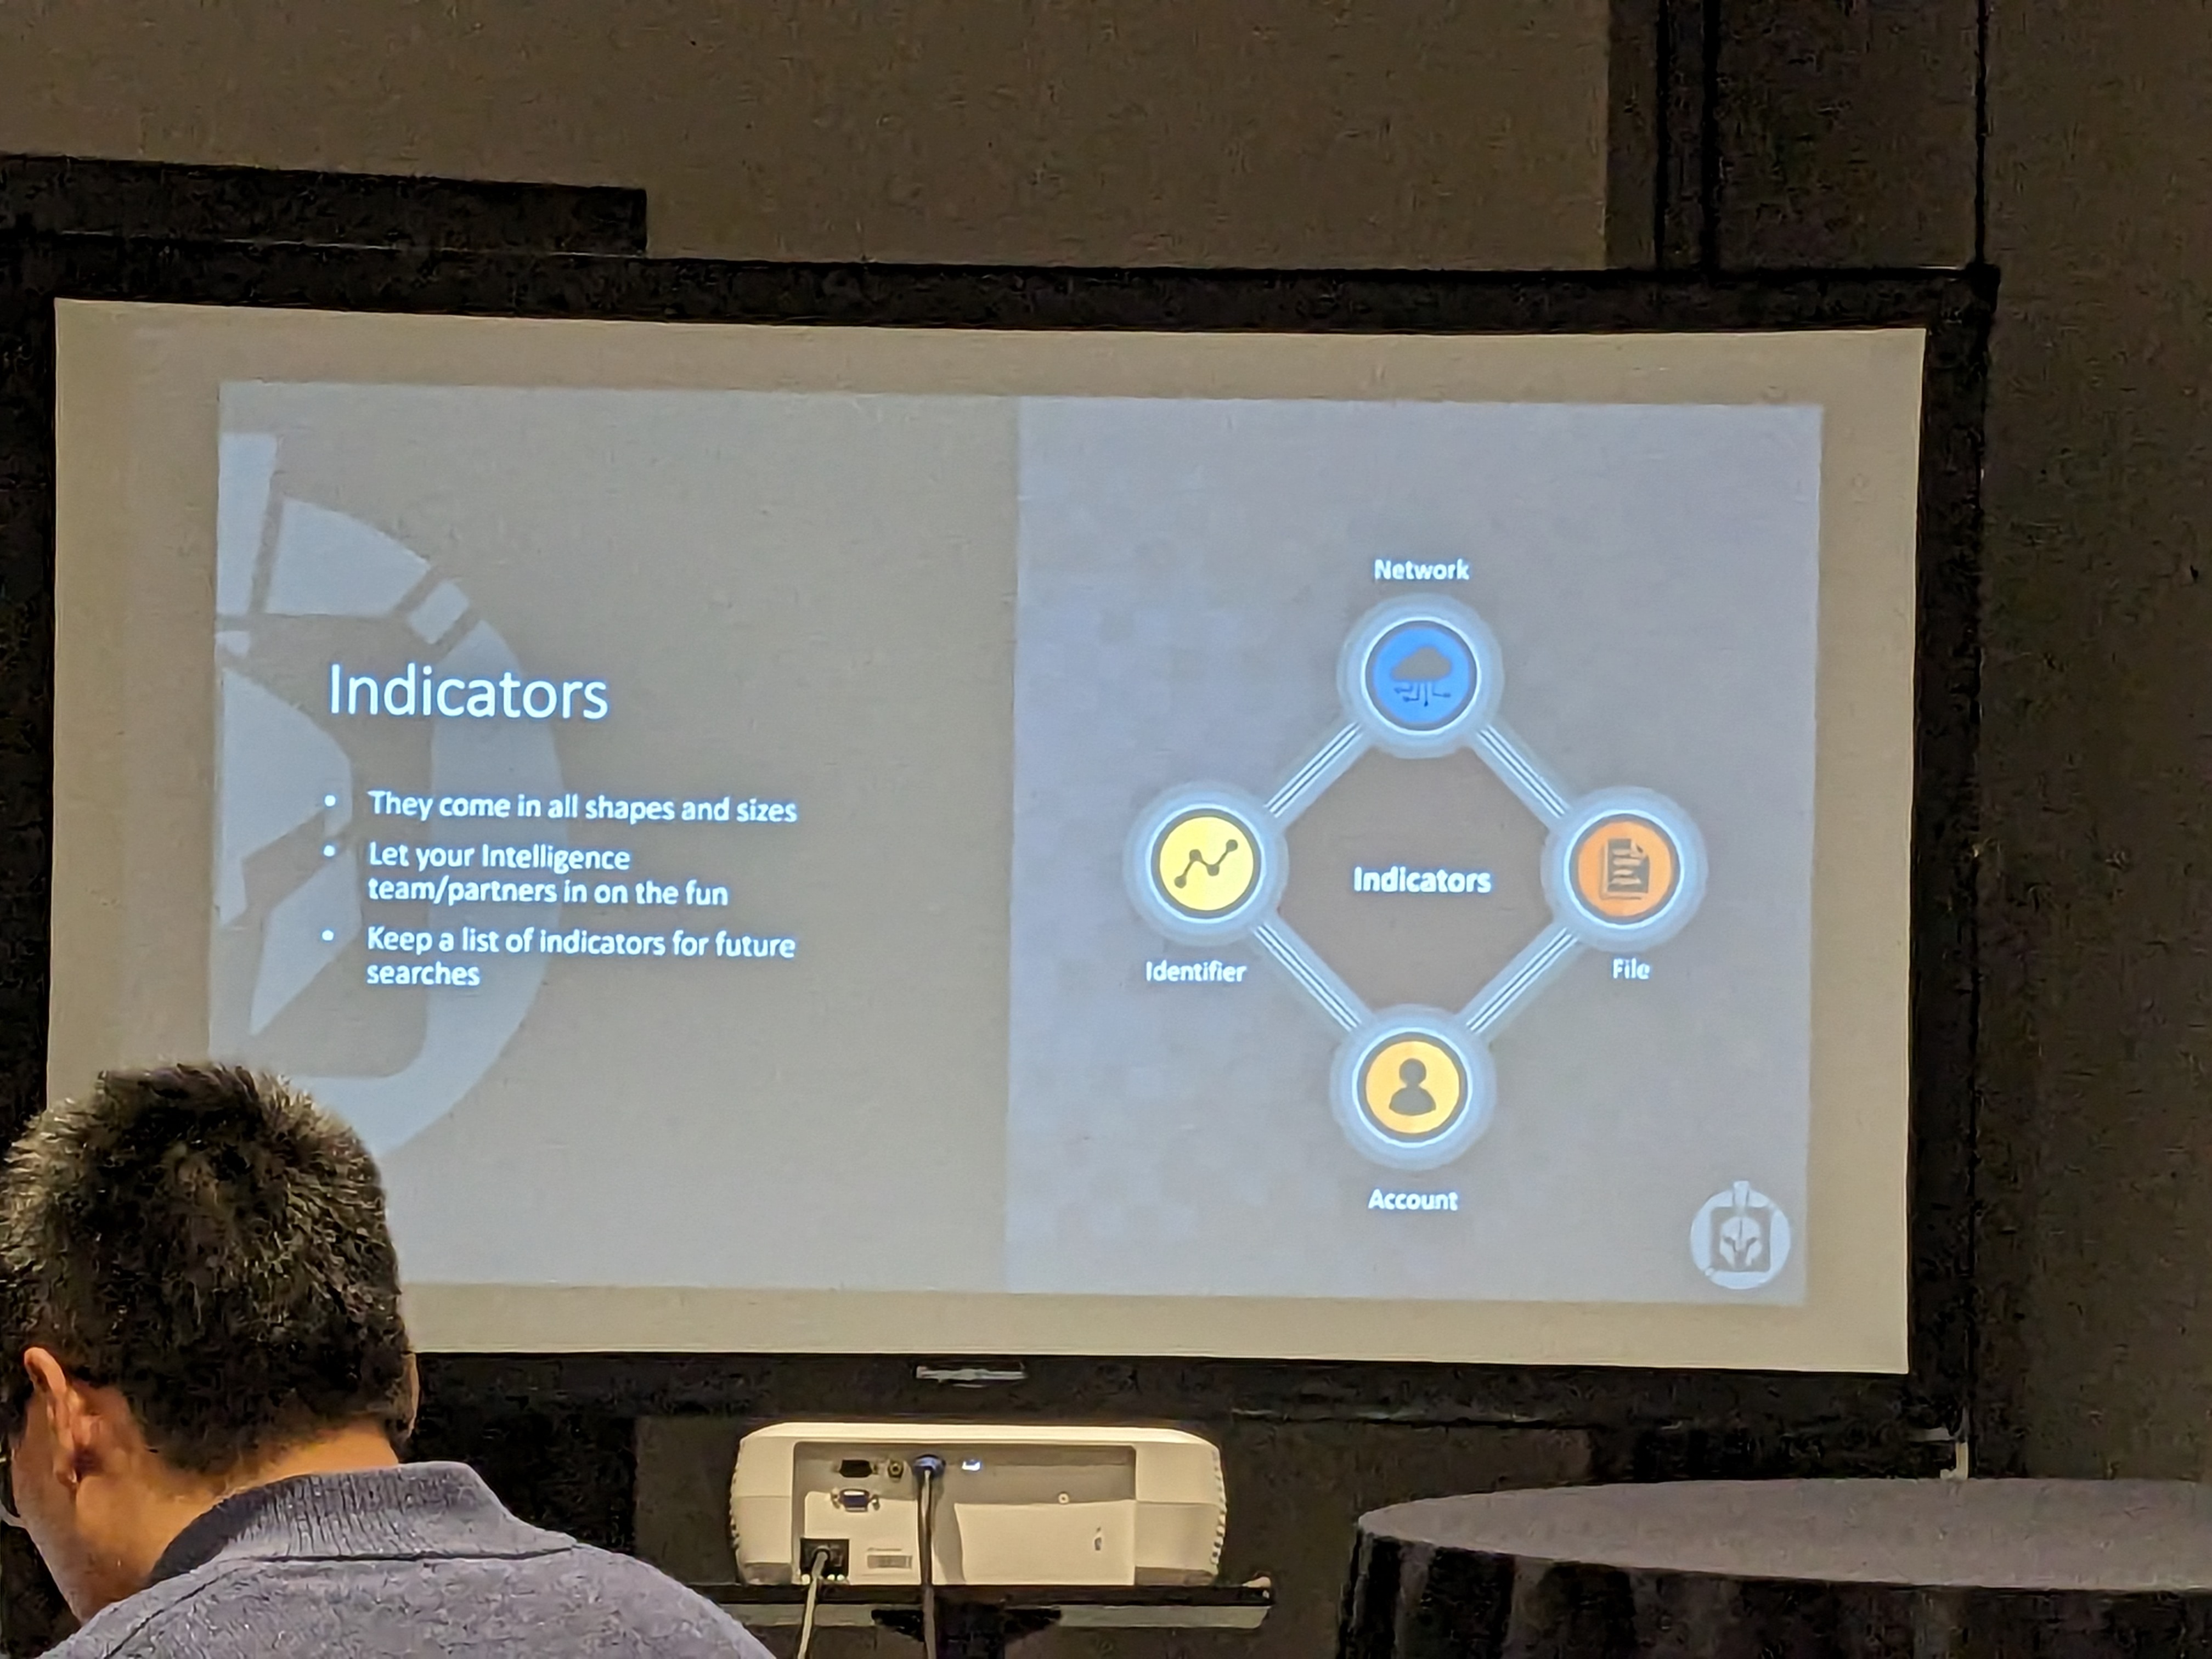 Indicators
• They come in all shapes and sizes
• Let your Intelligence
team/partners in on the fun
• Keep a list of indicators for future
searches
Network
Identifier
Indicators
File
Account